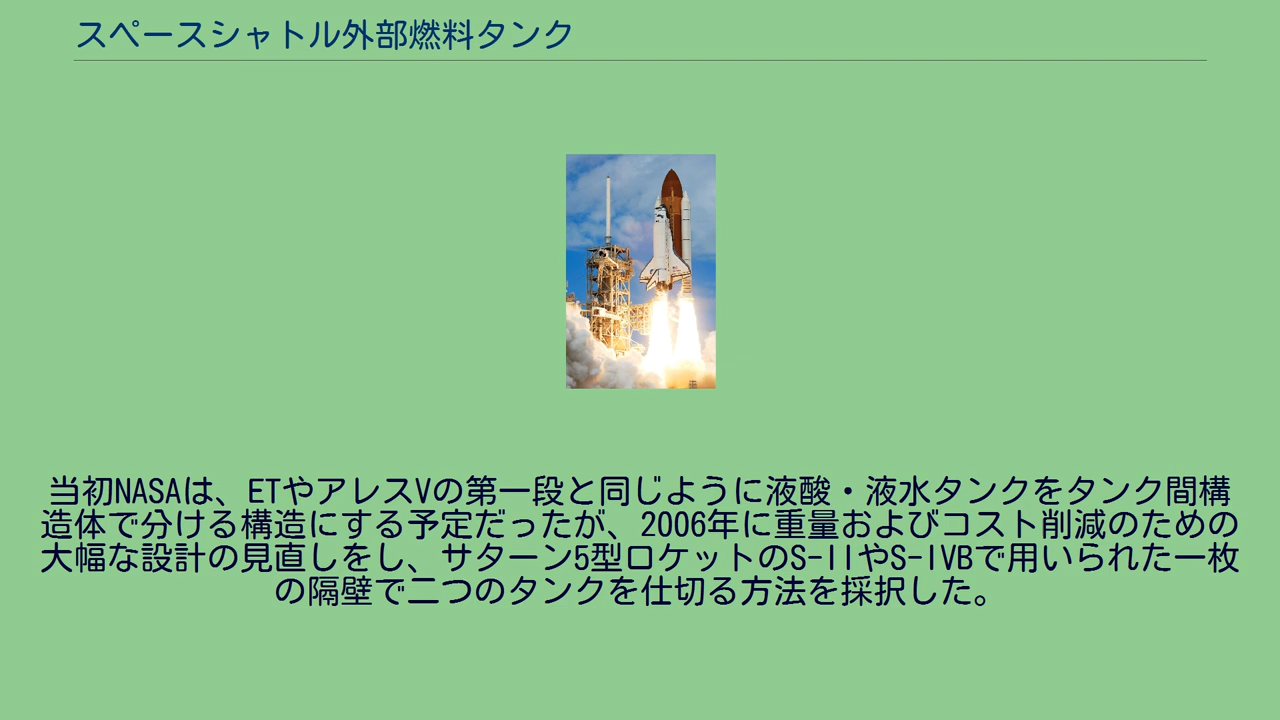 スペースシャトル外部燃料タンク
当初NASAは、ETやアレスVの第一段と同じように液酸・液水タンクをタンク間構
造体で分ける構造にする予定だったが、2006年に重量およびコスト削減のための
大幅な設計の見直しをし、サターン5型ロケットのS-IIやS-IVBで用いられた一枚
の隔壁で二つのタンクを仕切る方法を採択した。